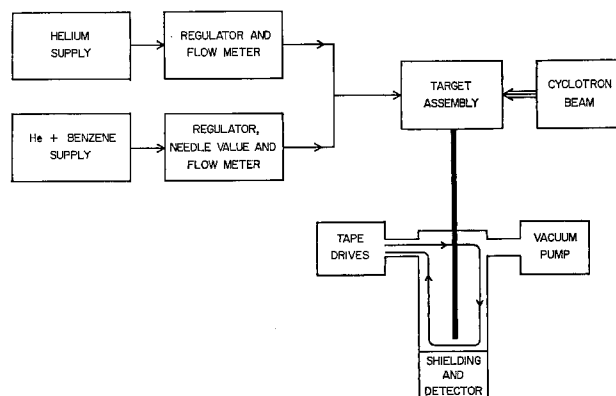 HELIUM
SUPPLY
REGULATOR AND
FLOW METER
TARGET
ASSEMBLY
CYCLOTRON
BEAM
He + BENZENE
SUPPLY
REGULATOR,
NEEDLE VALUE AND
FLOW METER
TAPE
DRIVES
VACUUM
PUMP
SHIELDING
AND
DETECTOR